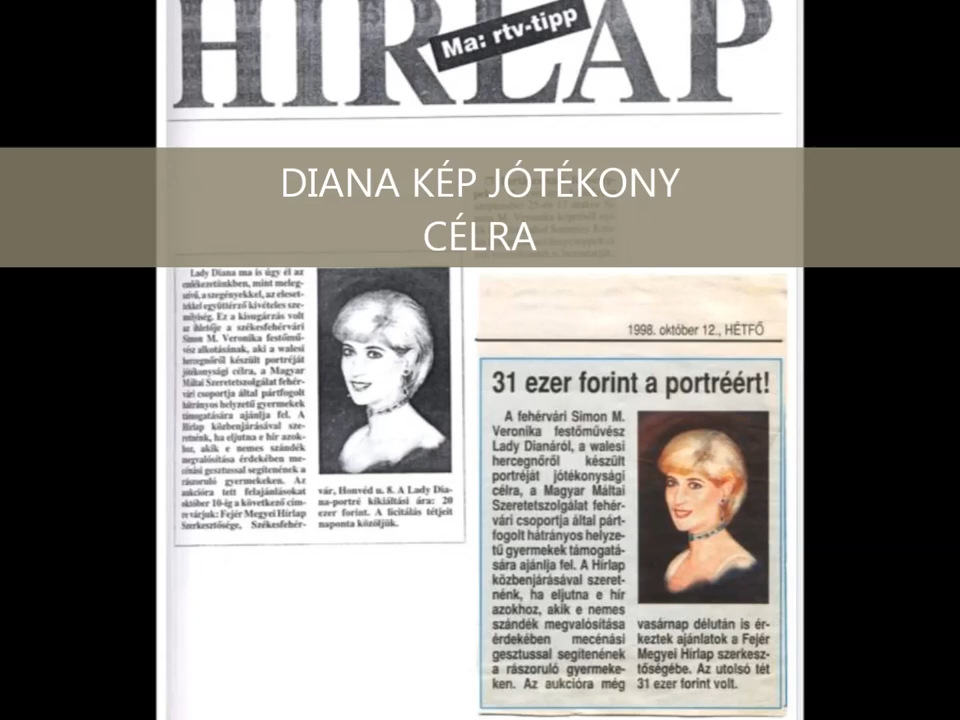 HÍRLAP
Ma: rtv-tipp
DIANA KÉP JÓTÉKONY
CÉLRA
Lady Diana ma is úgy él az
emlékezetünkben, mint meleg-
szívű, a szegényekkel, az eleset-
tekkel együttérző kivételes sze-
mélyiség. Ez a kisugárzás volt
az ihletője a székesfehérvári
Simon M. Veronika festőmű-
vész alkotásának, aki a walesi
hercegnőről készült portréját
jótékonysági célra, a Magyar
Máltai Szeretetszolgálat fehér-
vári csoportja által pártfogolt
hátrányos helyzetű gyermekek
támogatására ajánlja fel. A
Hírlap közbenjárásával sze-
retnénk, ha eljutna e hír azok-
hoz, akik e nemes szándék
megvalósítása érdekében me-
cénási gesztussal segítenének a
rászoruló gyermekeken. Az
aukcióra tett felajánlásokat
október 10-ig a következő cím-
re várjuk: Fejér Megyei Hírlap
Szerkesztősége, Székesfehér-
vár, Honvéd u. 8. A Lady Dia-
na-portré kikiáltási ára: 20
ezer forint. A licitálás tétjeit
naponta közöljük.
1998. október 12., HÉTFŐ
31 ezer forint a portréért!
A fehérvári Simon M.
Veronika festőművész
Lady Dianáról, a walesi
hercegnőről készült
portréját jótékonysági
célra, a Magyar Máltai
Szeretetszolgálat fehér-
vári csoportja által párt-
fogolt hátrányos helyze-
tű gyermekek támogatá-
sára ajánlja fel. A Hírlap
közbenjárásával szeret-
nénk, ha eljutna e hír
azokhoz, akik e nemes
szándék megvalósítása
érdekében mecénási
gesztussal segítenének
a rászoruló gyermeke-
ken. Az aukcióra még
vasárnap délután is ér-
keztek ajánlatok a Fejér
Megyei Hírlap szerkesz-
tőségébe. Az utolsó tét
31 ezer forint volt.